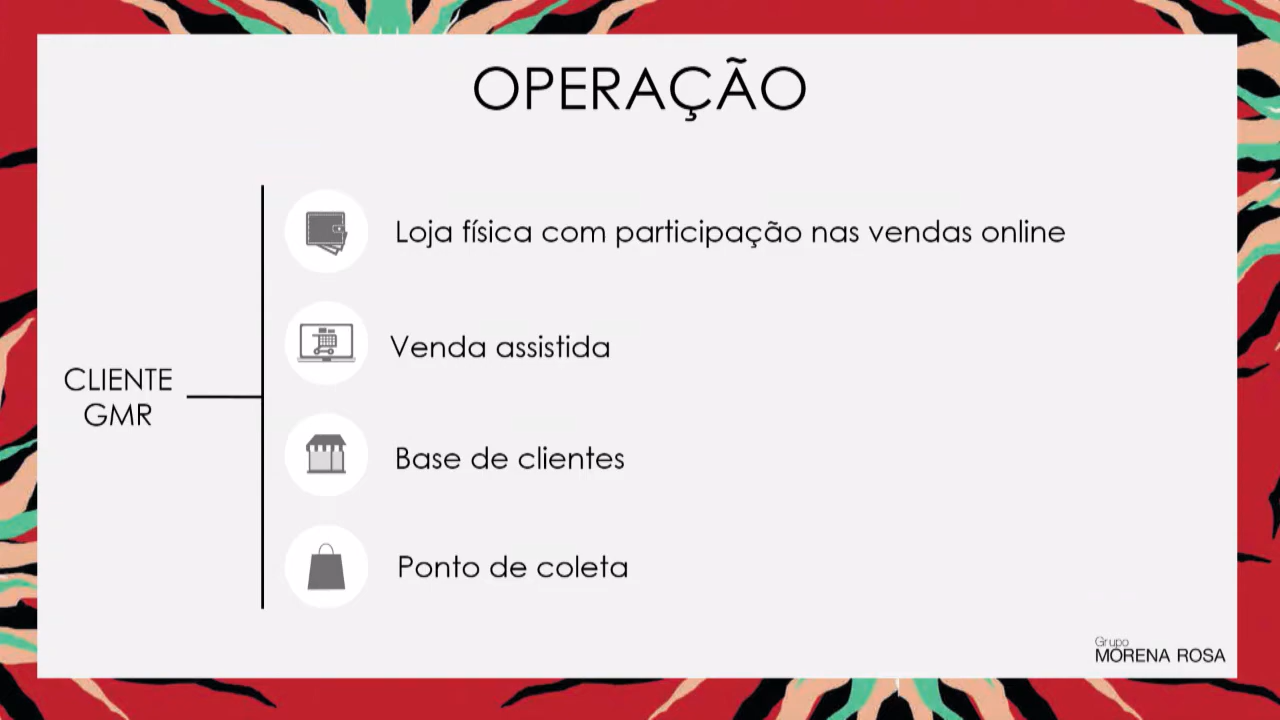 OPERAÇÃO
Loja física com participação nas vendas online
Venda assistida
CLIENTE
GMR
Base de clientes
Ponto de coleta
Grupo
MORENA ROSA